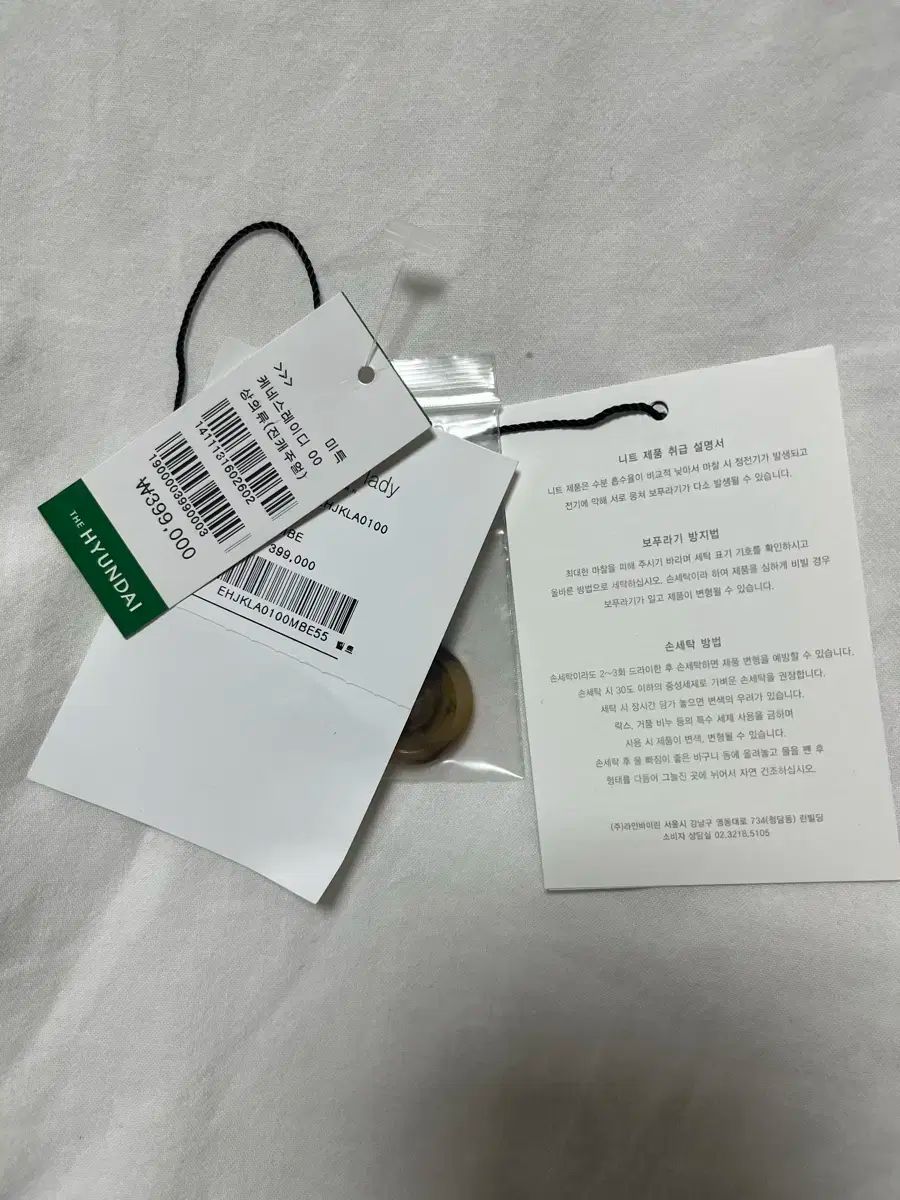 >>>
케네스레이디 00 미특
상의류(진캐주얼)
1411131602602
1900003990003
₩399,000
THE HYUNDAI
lady
EHJKLA0100
399,000
EHJKLA0100MBE55
니트 제품 취급 설명서
니트 제품은 수분 흡수율이 비교적 낮아서 마찰 시 정전기가 발생되고
전기에 약해 서로 뭉쳐 보푸라기가 다소 발생될 수 있습니다.
보푸라기 방지법
최대한 마찰을 피해 주시기 바라며 세탁 표기 기호를 확인하시고
올바른 방법으로 세탁하십시오. 손세탁이라 하여 제품을 심하게 비빌 경우
보푸라기가 일고 제품이 변형될 수 있습니다.
손세탁 방법
손세탁이라도 2~3회 드라이한 후 손세탁하면 제품 변형을 예방할 수 있습니다.
손세탁 시 30도 이하의 중성세제로 가벼운 손세탁을 권장합니다.
세탁 시 장시간 담가 놓으면 변색의 우려가 있습니다.
락스, 거품 비누 등의 특수 세제 사용을 금하며
사용 시 제품이 변색, 변형될 수 있습니다.
손세탁 후 물 빠짐이 좋은 바구니 등에 올려놓고 물을 뺀 후
형태를 다듬어 그늘진 곳에 뉘어서 자연 건조하십시오.
(주)라인바이린 서울시 강남구 영동대로 734(청담동) 린빌딩
소비자 상담실 02.3218.5105